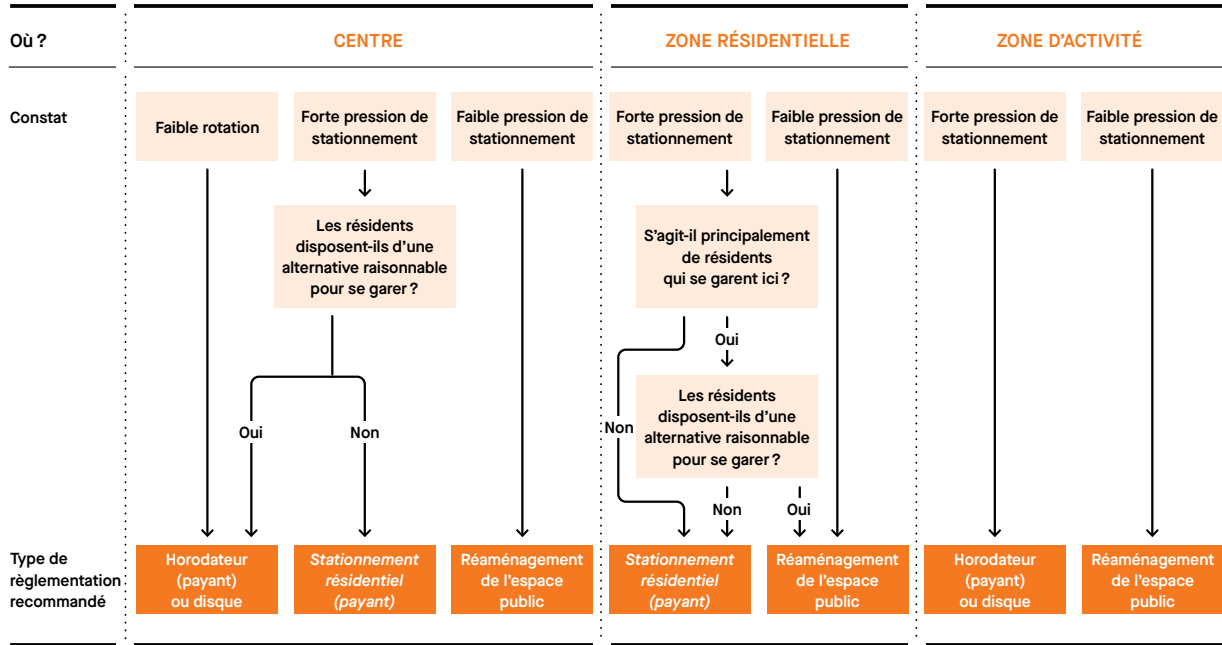 Où ?
CENTRE
ZONE RÉSIDENTIELLE
ZONE D'ACTIVITÉ
Constat
Faible rotation
Forte pression de
stationnement
Faible pression de
stationnement
Forte pression de
stationnement
Faible pression de
stationnement
Forte pression de
stationnement
Faible pression de
stationnement
Les résidents
disposent-ils d'une
alternative raisonnable
pour se garer ?
S'agit-il principalement
de résidents
qui se garent ici ?
Oui
Les résidents
disposent-ils d'une
alternative raisonnable
pour se garer ?
Oui
Non
Non
Non
Oui
Type de
règlementation
recommandé
Horodateur
(payant)
ou disque
Stationnement
résidentiel
(payant)
Réaménagement
de l'espace
public
Stationnement
résidentiel
(payant)
Réaménagement
de l'espace
public
Horodateur
(payant)
ou disque
Réaménagement
de l'espace
public